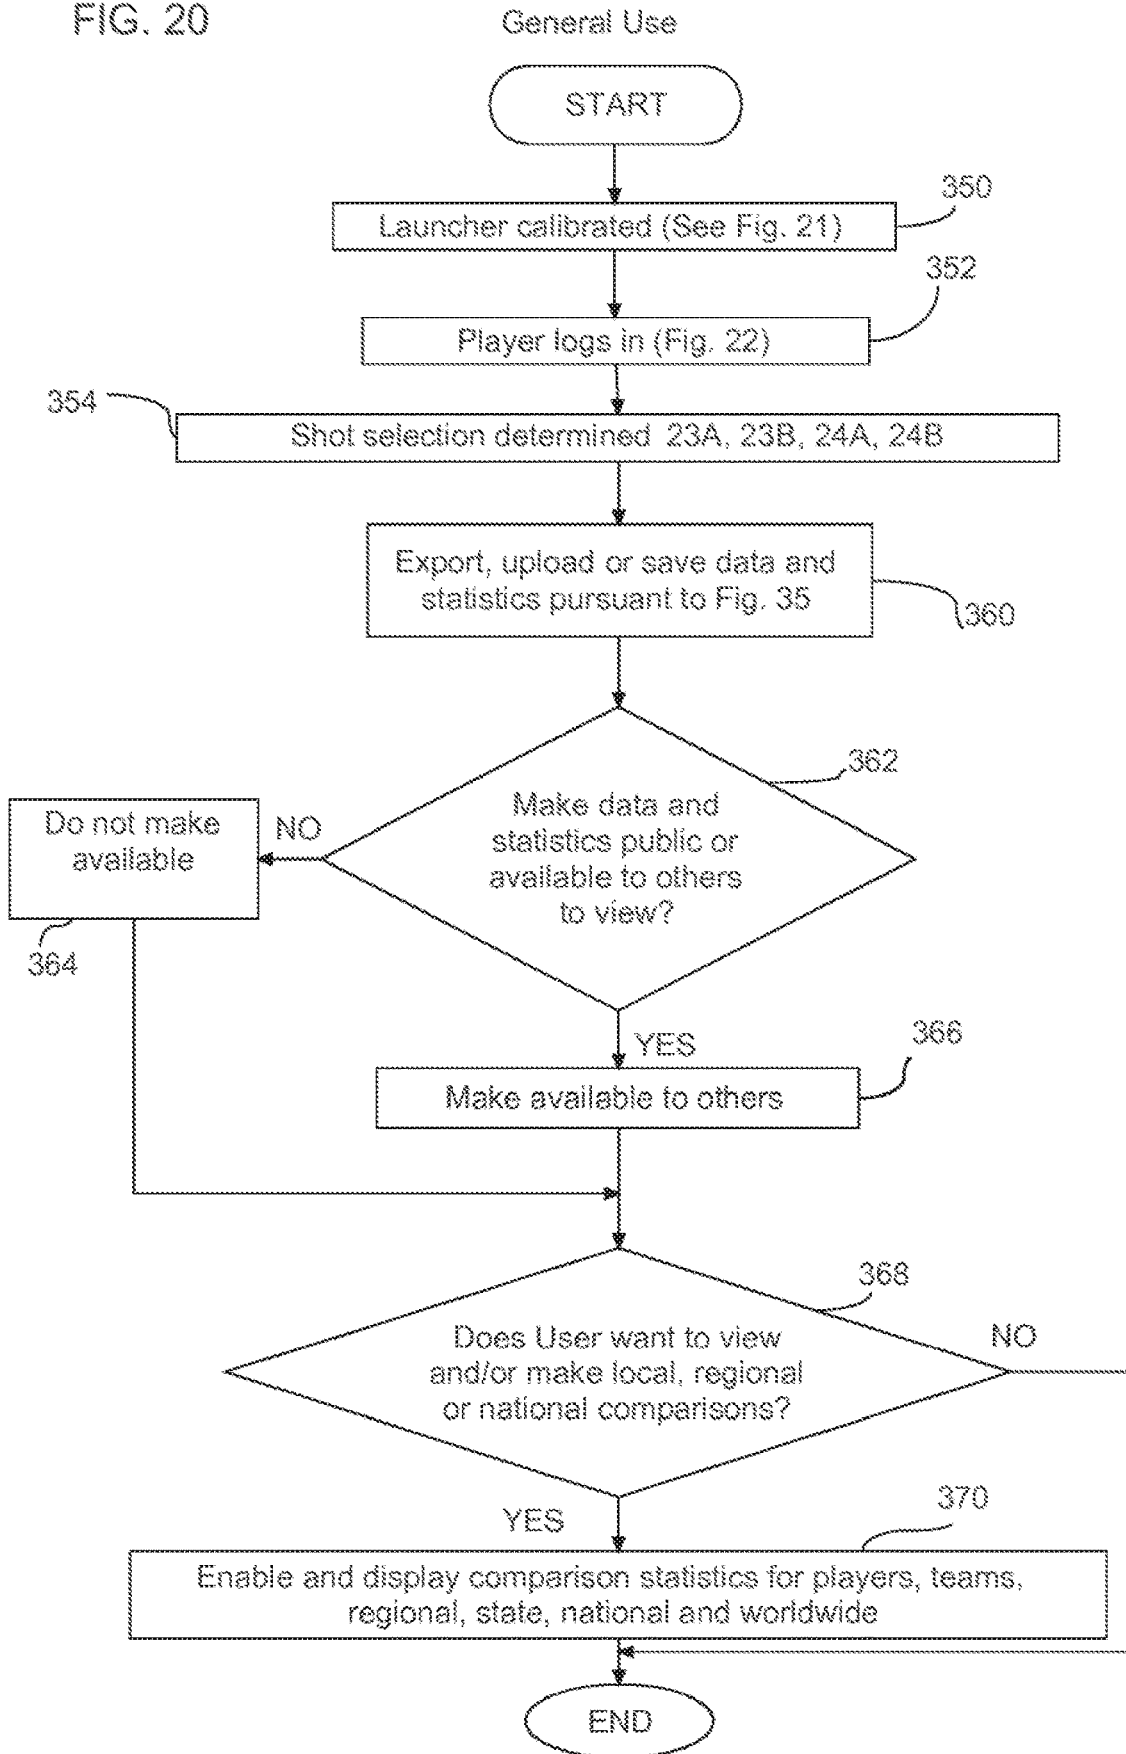 FIG. 20
General Use
START
350
Launcher calibrated (See Fig. 21)
352
Player logs in (Fig. 22)
354
Shot selection determined 23A, 23B, 24A, 24B
Export, upload or save data and
statistics pursuant to Fig. 35
360
362
Make data and
statistics public or
available to others
to view?
NO
Do not make
available
364
YES
366
Make available to others
368
Does User want to view
and/or make local, regional
or national comparisons?
NO
YES
370
Enable and display comparison statistics for players, teams,
regional, state, national and worldwide
END